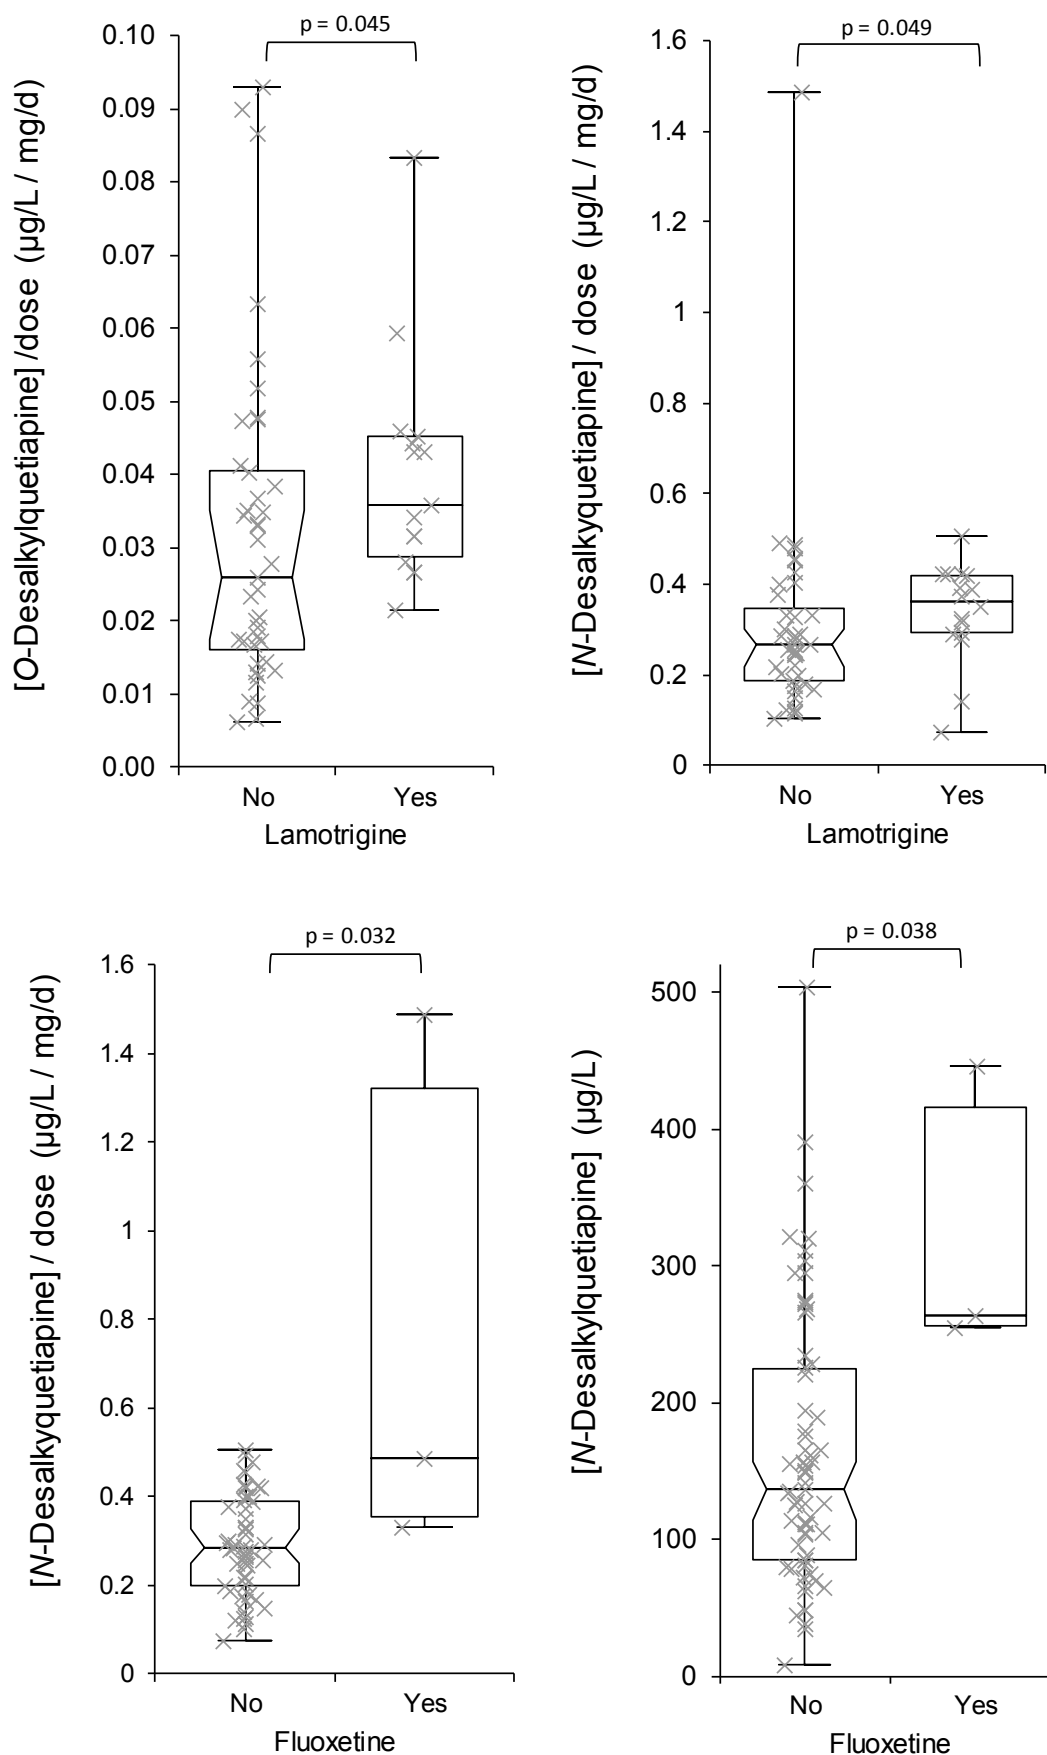 p = 0.045
[O-Desalkylquetiapine] /dose (µg/L / mg/d)
0.10
0.09
0.08
0.07
0.06
0.05
0.04
0.03
0.02
0.01
0.00
No Yes
Lamotrigine
p = 0.049
[N-Desalkyquetiapine] / dose (µg/L / mg/d)
1.6
1.4
1.2
1
0.8
0.6
0.4
0.2
0
No Yes
Lamotrigine
p = 0.032
[N-Desalkyquetiapine] / dose (µg/L / mg/d)
1.6
1.4
1.2
1
0.8
0.6
0.4
0.2
0
No Yes
Fluoxetine
p = 0.038
[N-Desalkylquetiapine] (µg/L)
500
400
300
200
100
0
No Yes
Fluoxetine